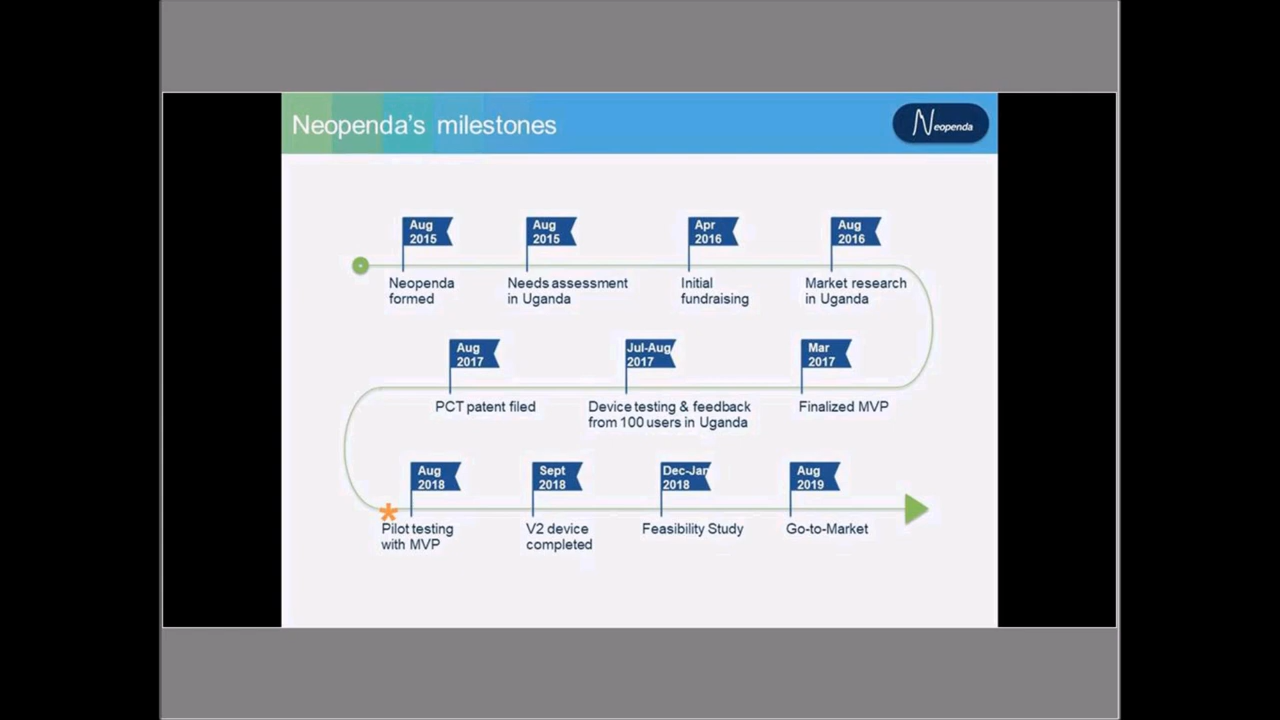 Neopenda's milestones
Neopenda
Aug
2015
Aug
2015
Apr
2016
Aug
2016
Neopenda
formed
Needs assessment
in Uganda
Initial
fundraising
Market research
in Uganda
Aug
2017
Jul-Aug
2017
Mar
2017
PCT patent filed
Device testing & feedback
from 100 users in Uganda
Finalized MVP
Aug
2018
Sept
2018
Dec-Jan
2018
Aug
2019
Pilot testing
with MVP
V2 device
completed
Feasibility Study
Go-to-Market